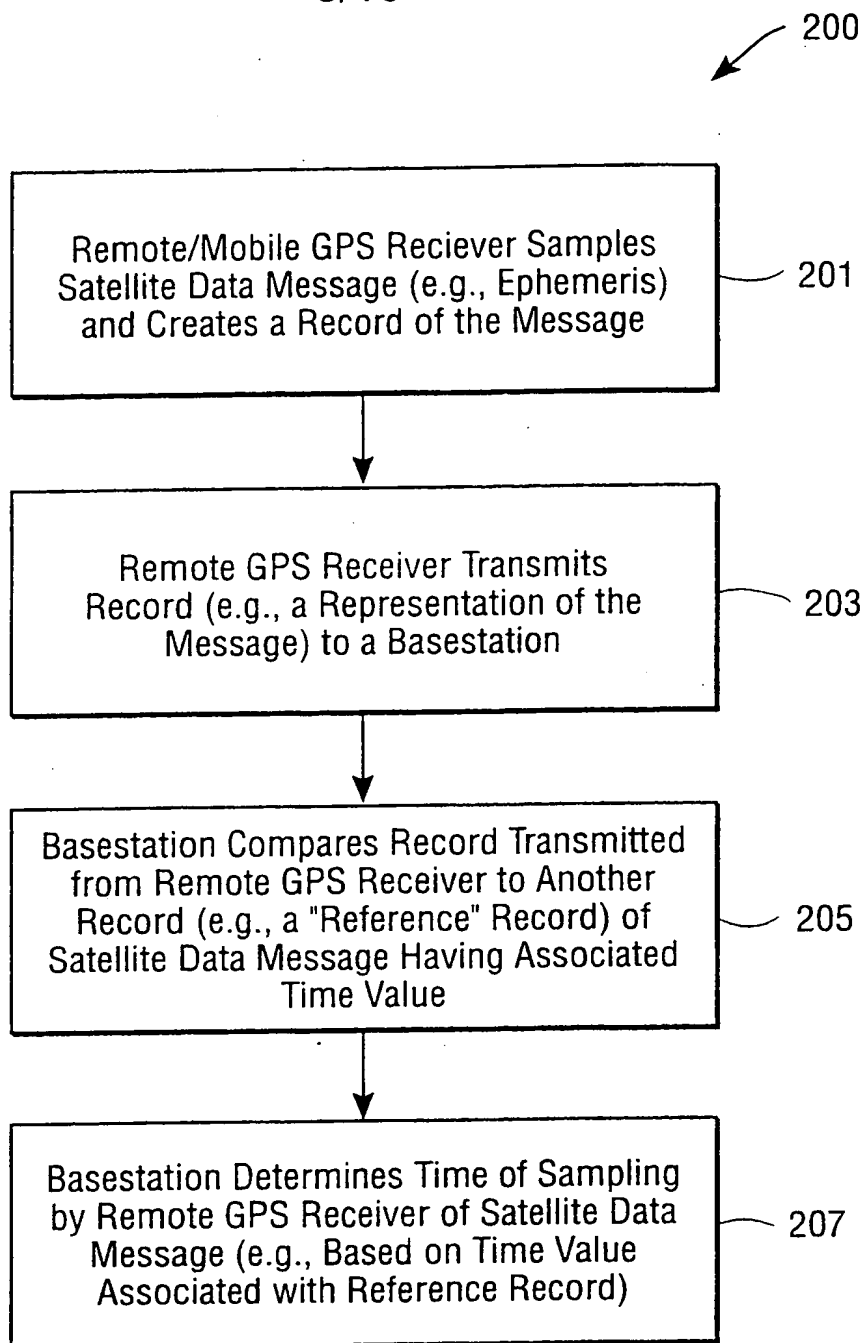 200
Remote/Mobile GPS Reciever Samples
Satellite Data Message (e.g., Ephemeris)
and Creates a Record of the Message
201
Remote GPS Receiver Transmits
Record (e.g., a Representation of the
Message) to a Basestation
203
Basestation Compares Record Transmitted
from Remote GPS Receiver to Another
Record (e.g., a "Reference" Record) of
Satellite Data Message Having Associated
Time Value
205
Basestation Determines Time of Sampling
by Remote GPS Receiver of Satellite Data
Message (e.g., Based on Time Value
Associated with Reference Record)
207